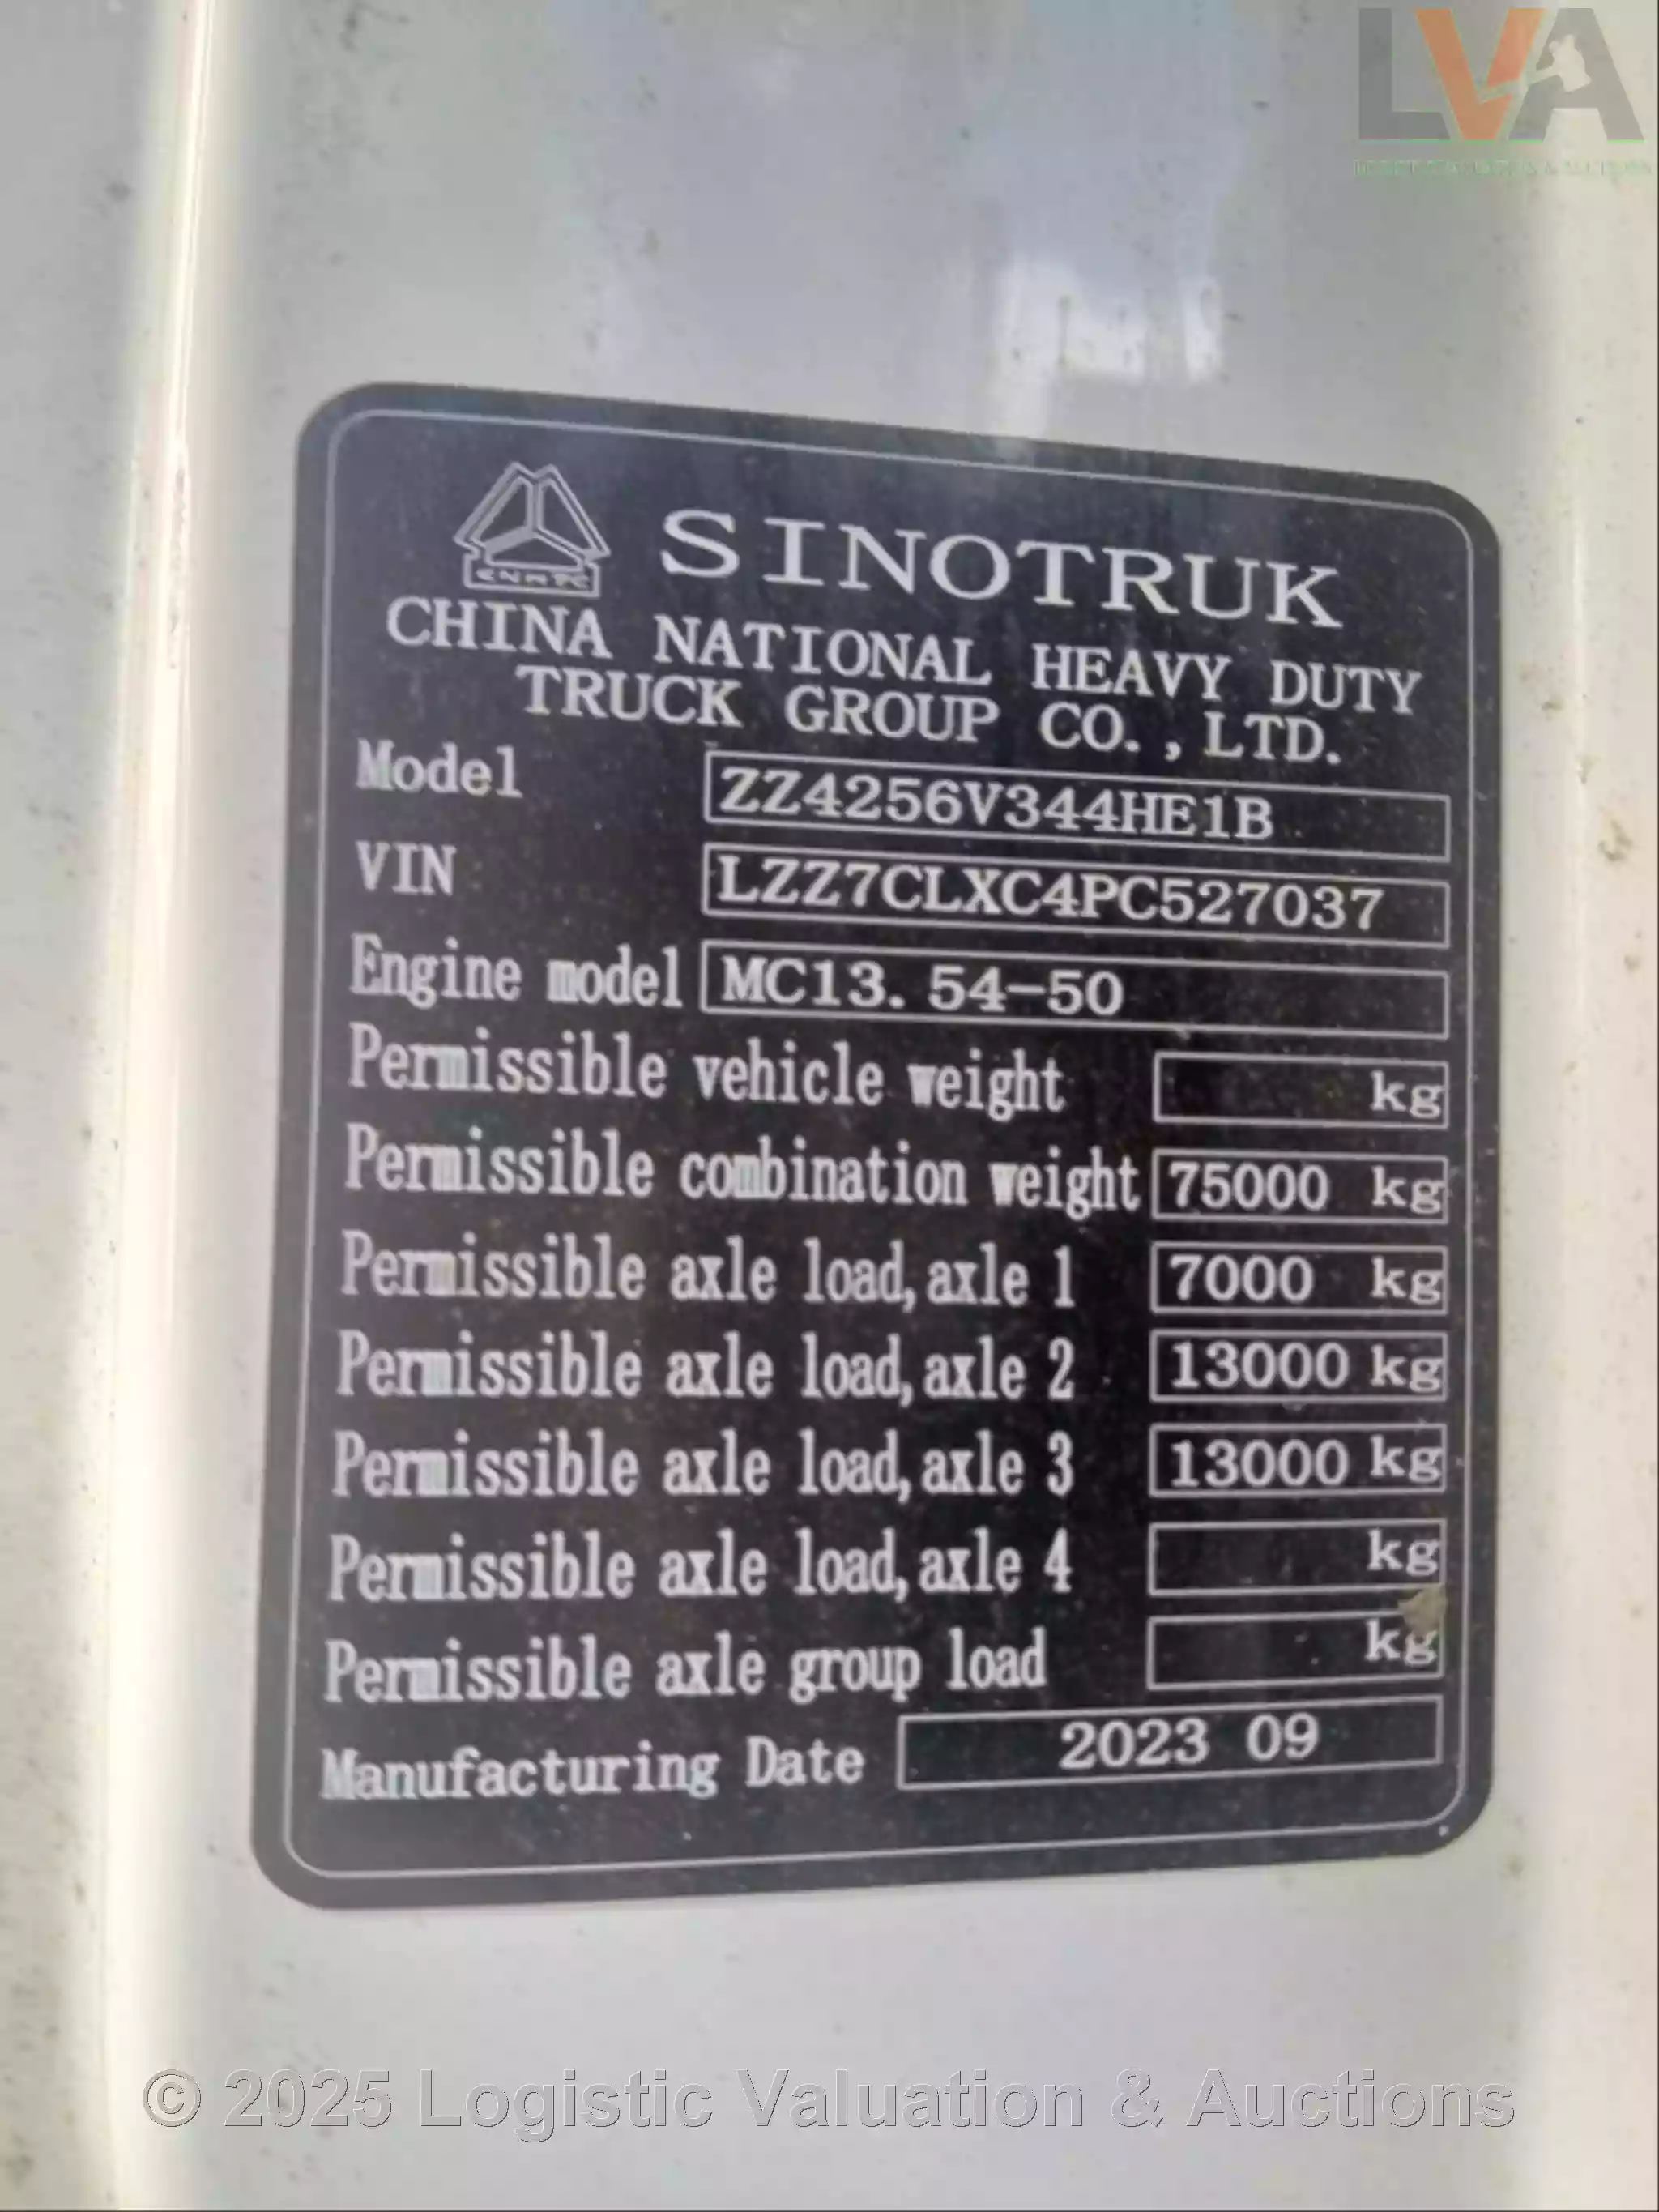 LVA
CNHTC
SINOTRUK
CHINA NATIONAL HEAVY DUTY
TRUCK GROUP CO., LTD.
Model ZZ4256V344HE1B
VIN LZZ7CLXC4PC527037
Engine model MC13. 54-50
Permissible vehicle weight kg
Permissible combination weight 75000 kg
Permissible axle load, axle 1 7000 kg
Permissible axle load, axle 2 13000 kg
Permissible axle load, axle 3 13000 kg
Permissible axle load, axle 4 kg
Permissible axle group load kg
Manufacturing Date 2023 09
© 2025 Logistic Valuation & Auctions